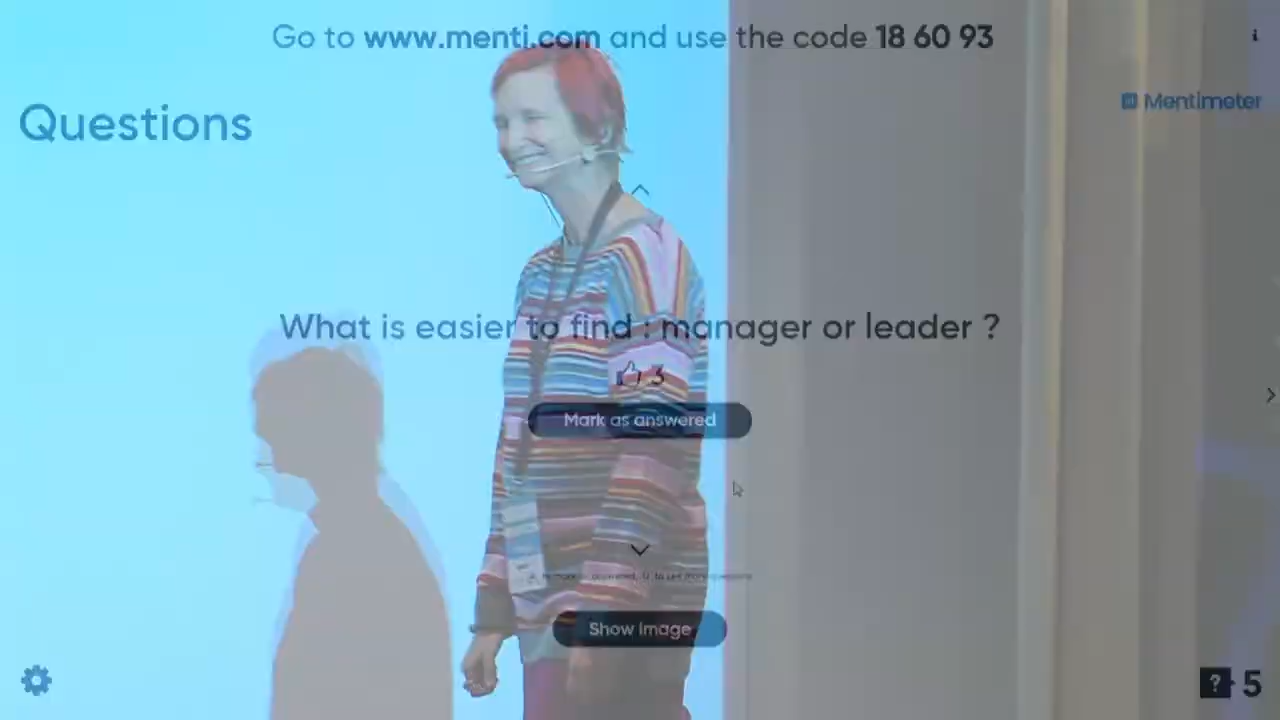 Go to www.menti.com and use the code 18 60 93
Mentimeter
Questions
What is easier to find : manager or leader ?
3
Mark as answered
Show image
? 5